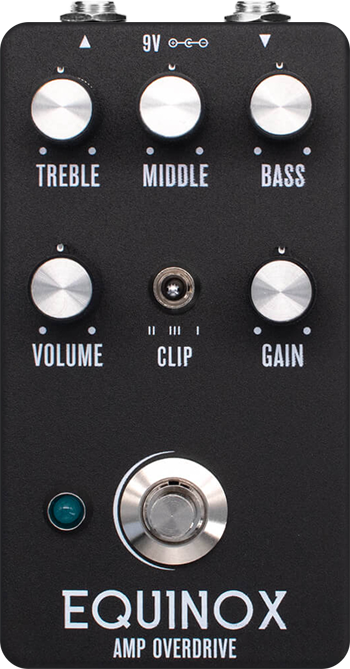 9V
TREBLE MIDDLE BASS
II III I
VOLUME CLIP GAIN
EQUINOX
AMP OVERDRIVE